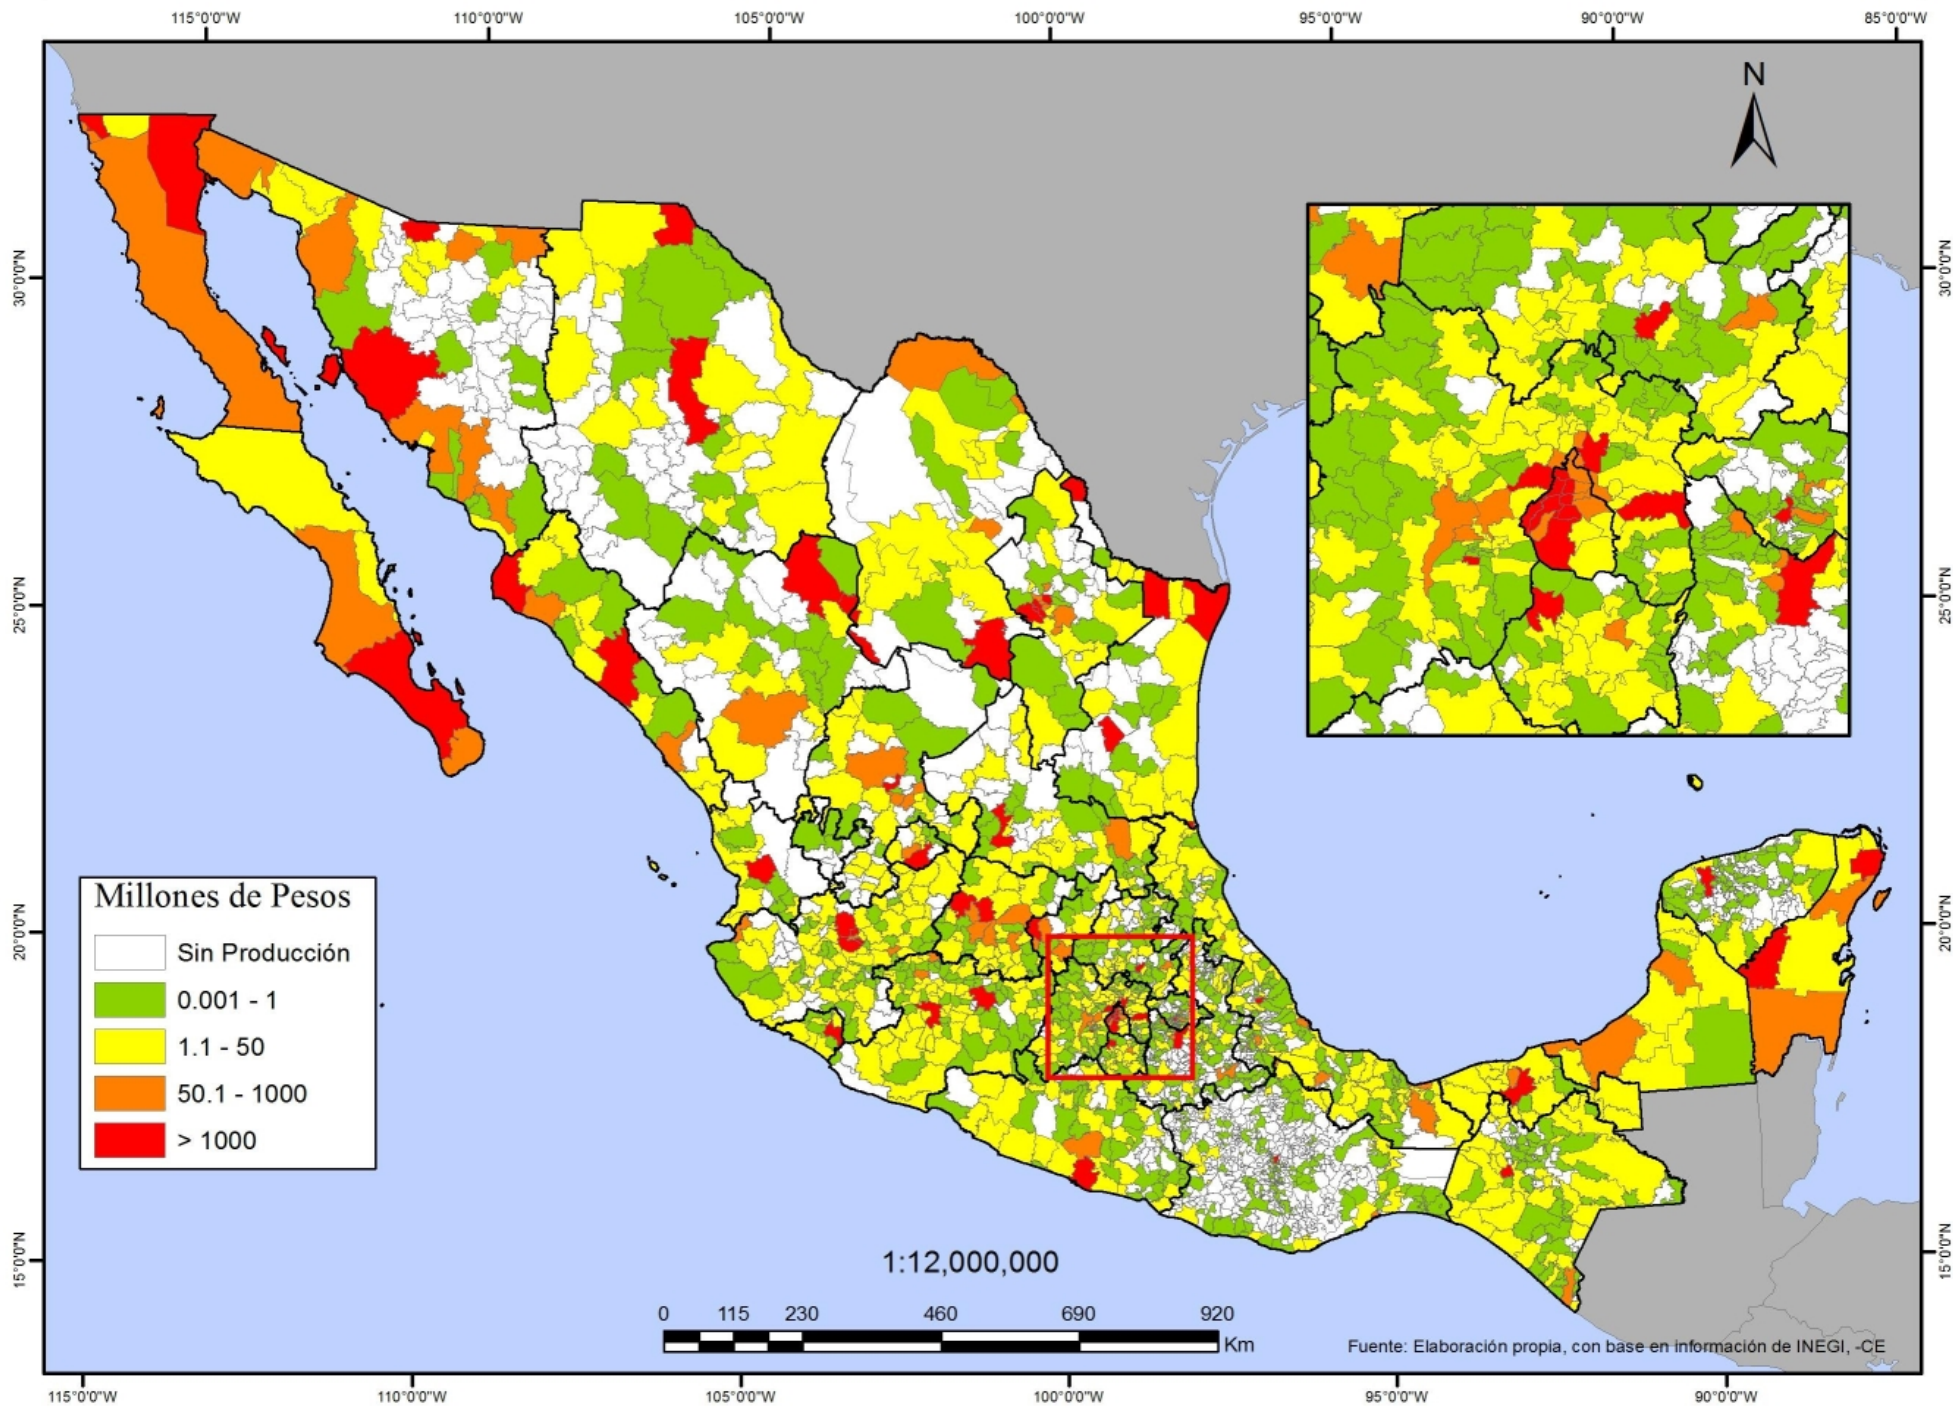 115°0'0"W 110°0'0"W 105°0'0"W 100°0'0"W 95°0'0"W 90°0'0"W 85°0'0"W
N
30°0'0"N 30°0'0"N
25°0'0"N 25°0'0"N
20°0'0"N 20°0'0"N
15°0'0"N 15°0'0"N
Millones de Pesos
Sin Producción
0.001 - 1
1.1 - 50
50.1 - 1000
> 1000
1:12,000,000
0 115 230 460 690 920
Km
Fuente: Elaboración propia, con base en información de INEGI, -CE
115°0'0"W 110°0'0"W 105°0'0"W 100°0'0"W 95°0'0"W 90°0'0"W